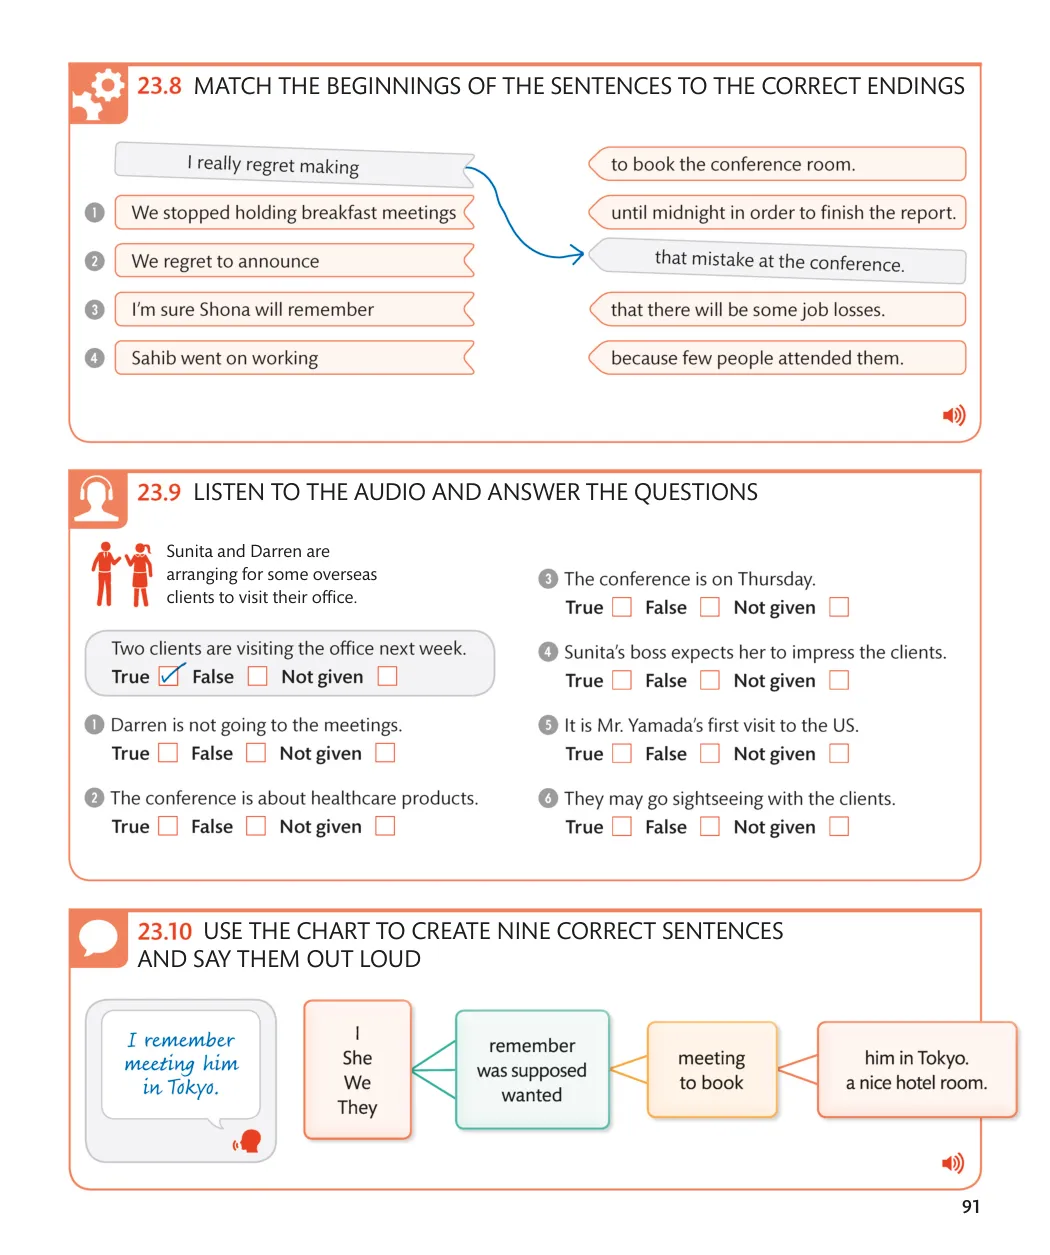 23.8 MATCH THE BEGINNINGS OF THE SENTENCES TO THE CORRECT ENDINGS
I really regret making
1 We stopped holding breakfast meetings
2 We regret to announce
3 I'm sure Shona will remember
4 Sahib went on working
to book the conference room.
until midnight in order to finish the report.
that mistake at the conference.
that there will be some job losses.
because few people attended them.
23.9 LISTEN TO THE AUDIO AND ANSWER THE QUESTIONS
Sunita and Darren are
arranging for some overseas
clients to visit their office.
Two clients are visiting the office next week.
True False Not given
1 Darren is not going to the meetings.
True False Not given
2 The conference is about healthcare products.
True False Not given
3 The conference is on Thursday.
True False Not given
4 Sunita's boss expects her to impress the clients.
True False Not given
5 It is Mr. Yamada's first visit to the US.
True False Not given
6 They may go sightseeing with the clients.
True False Not given
23.10 USE THE CHART TO CREATE NINE CORRECT SENTENCES
AND SAY THEM OUT LOUD
I remember
meeting him
in Tokyo.
I
She
We
They
remember
was supposed
wanted
meeting
to book
him in Tokyo.
a nice hotel room.
91